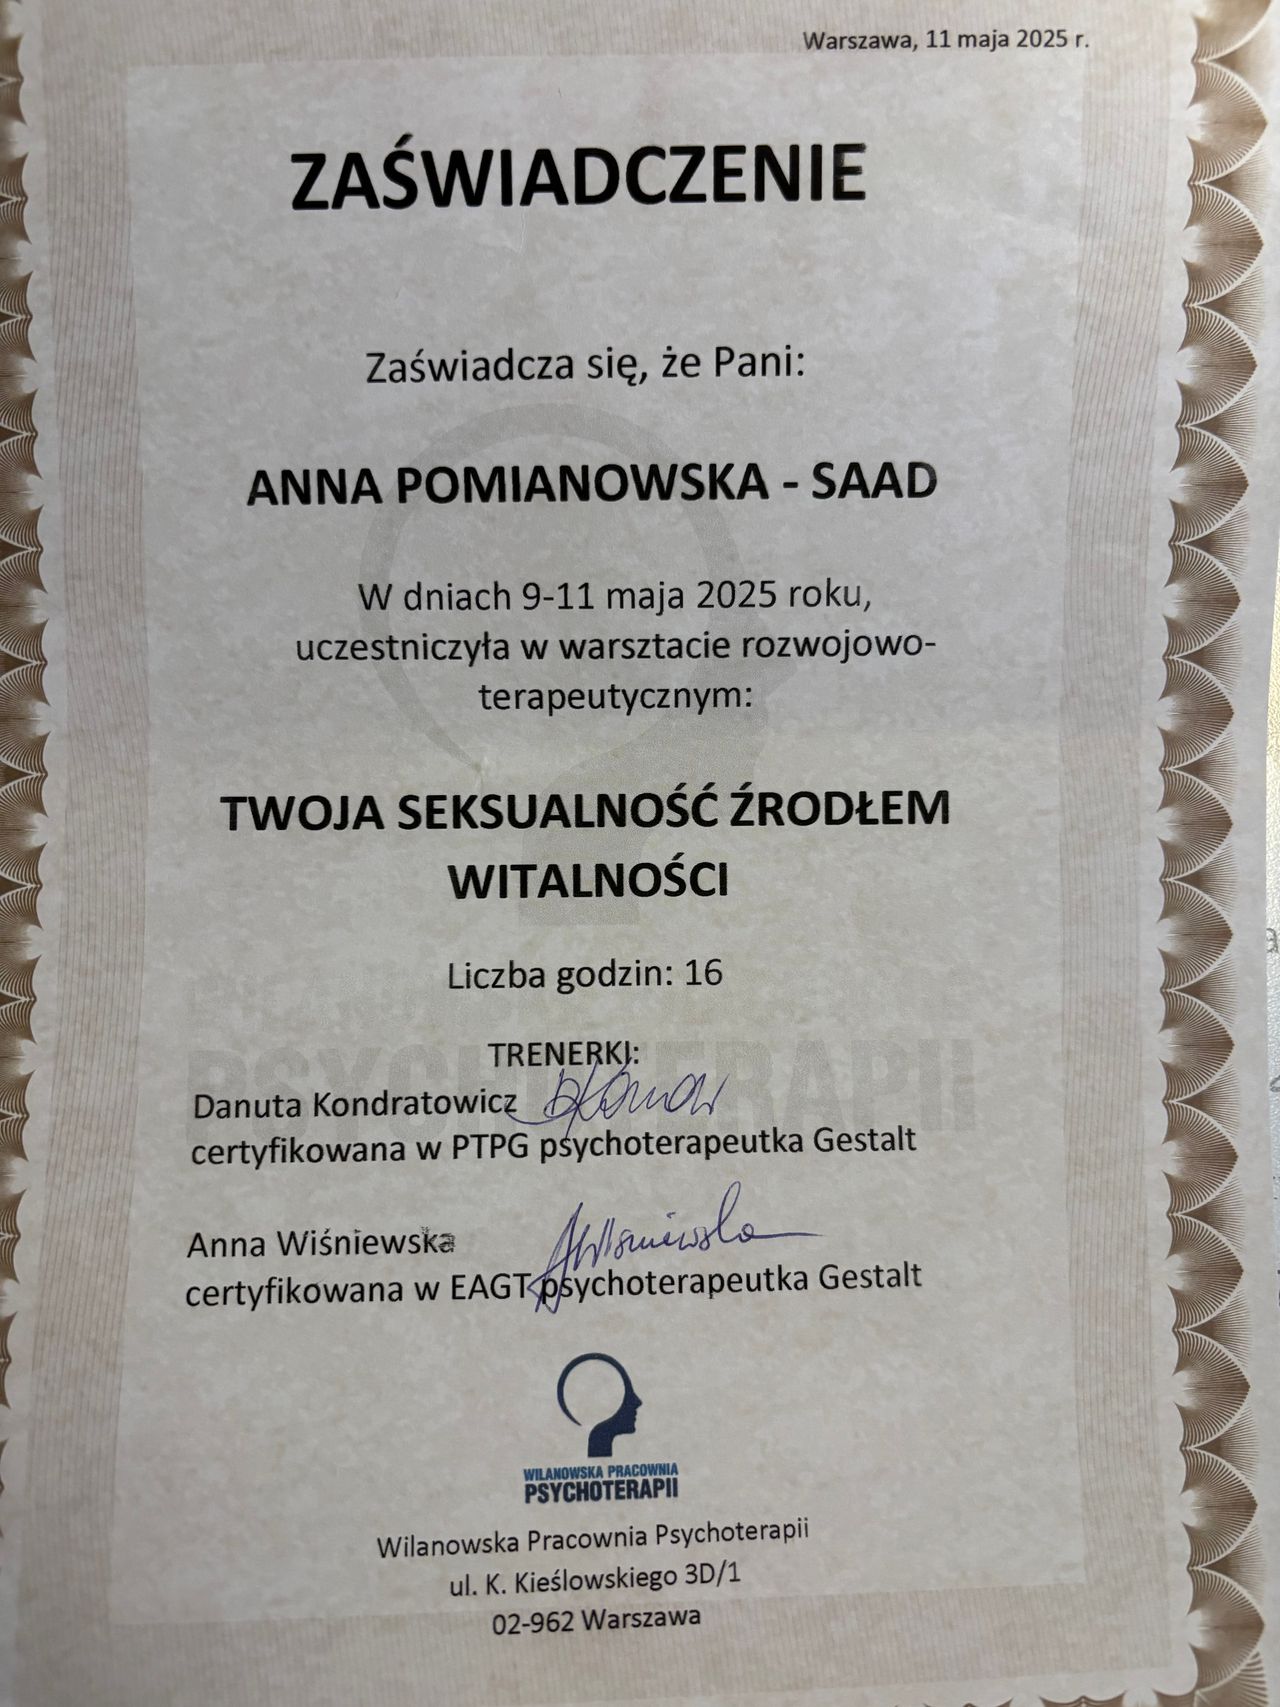 Warszawa, 11 maja 2025 r.
ZAŚWIADCZENIE
Zaświadcza się, że Pani:
ANNA POMIANOWSKA - SAAD
W dniach 9-11 maja 2025 roku,
uczestniczyła w warsztacie rozwojowo-
terapeutycznym:
TWOJA SEKSUALNOŚĆ ŹRODŁEM
WITALNOŚCI
Liczba godzin: 16
TRENERKI:
Danuta Kondratowicz
certyfikowana w PTPG psychoterapeutka Gestalt
Anna Wiśniewska
AWiśniewska
certyfikowana w EAGT psychoterapeutka Gestalt
WILANOWSKA PRACOWNIA
PSYCHOTERAPII
Wilanowska Pracownia Psychoterapii
ul. K. Kieślowskiego 3D/1
02-962 Warszawa